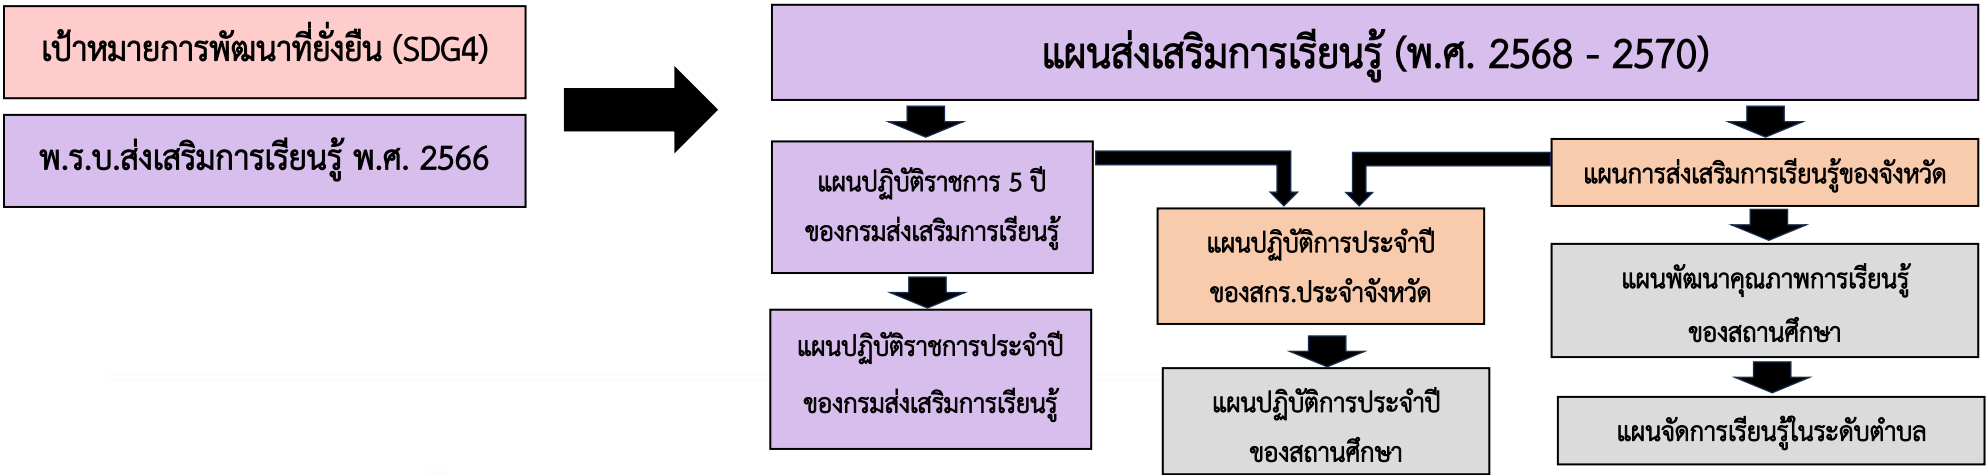 เป้าหมายการพัฒนาที่ยั่งยืน (SDG4)
พ.ร.บ.ส่งเสริมการเรียนรู้ พ.ศ. 2566
แผนส่งเสริมการเรียนรู้ (พ.ศ. 2568 - 2570)
แผนปฏิบัติราชการ 5 ปี
ของกรมส่งเสริมการเรียนรู้
แผนปฏิบัติราชการประจำปี
ของกรมส่งเสริมการเรียนรู้
แผนปฏิบัติการประจำปี
ของสกร.ประจำจังหวัด
แผนปฏิบัติการประจำปี
ของสถานศึกษา
แผนการส่งเสริมการเรียนรู้ของจังหวัด
แผนพัฒนาคุณภาพการเรียนรู้
ของสถานศึกษา
แผนจัดการเรียนรู้ในระดับตำบล